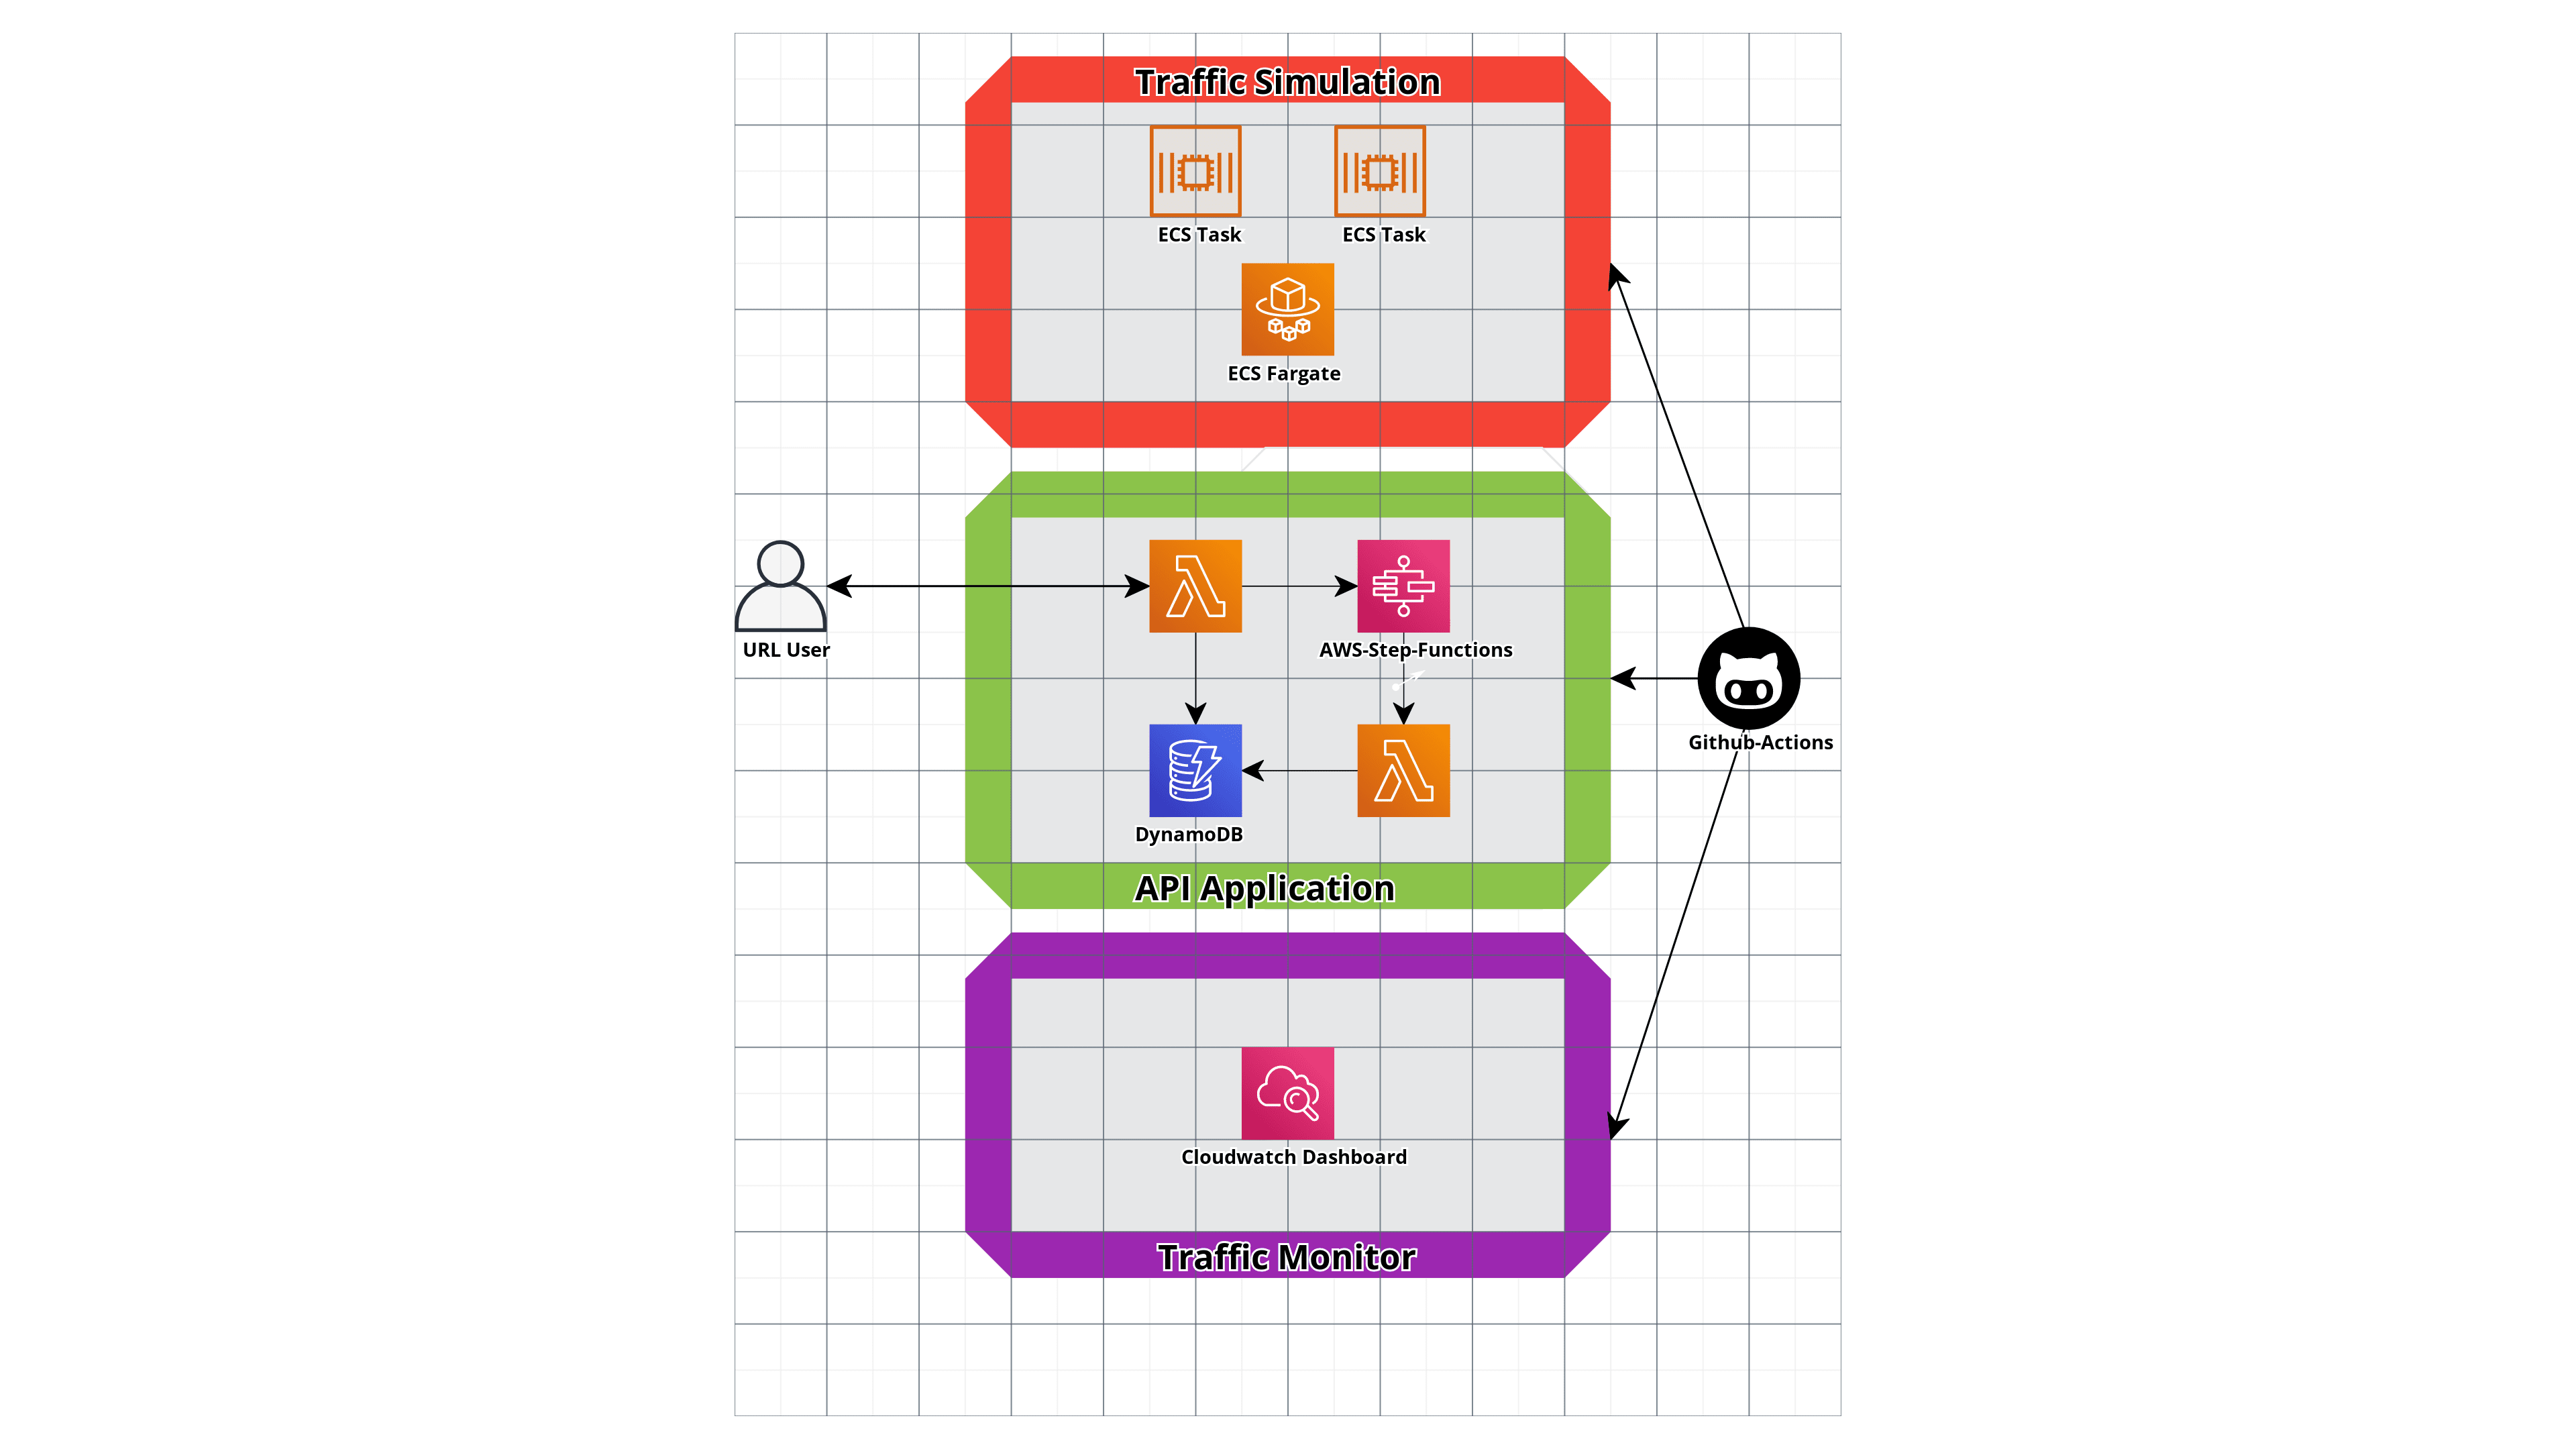 Traffic Simulation
ECS Task
ECS Task
ECS Fargate
URL User
AWS-Step-Functions
Github-Actions
DynamoDB
API Application
Cloudwatch Dashboard
Traffic Monitor